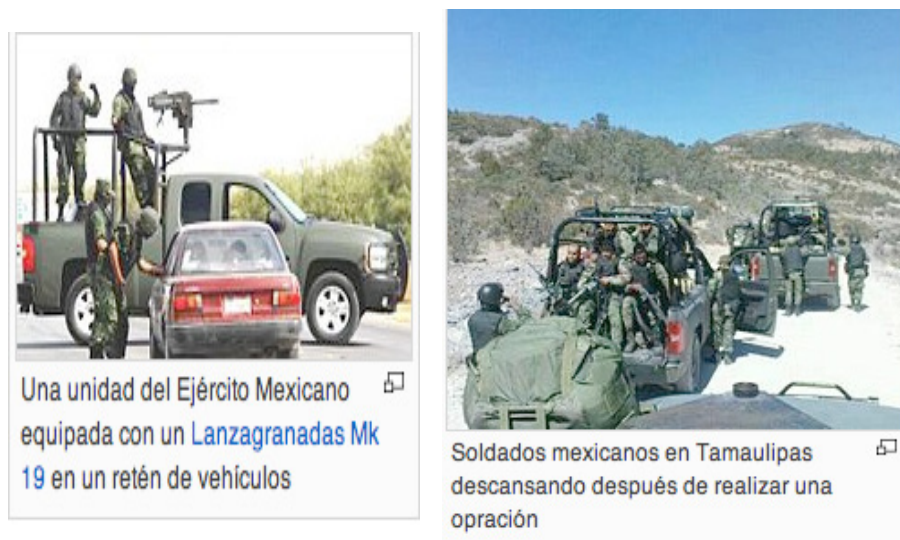 Una unidad del Ejército Mexicano
equipada con un Lanzagranadas Mk
19 en un retén de vehículos
Soldados mexicanos en Tamaulipas
descansando después de realizar una
opración